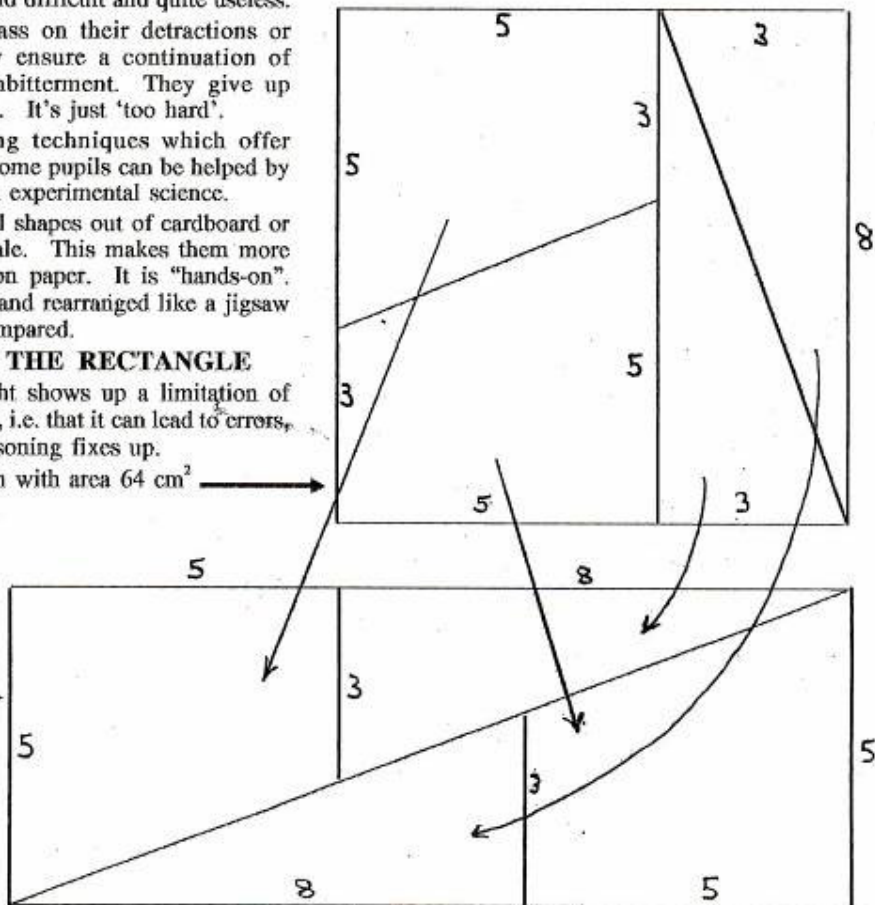 nd difficult and quite useless.
ass on their detractions or
y ensure a continuation of
nbitterment. They give up
. It's just 'too hard'.
ng techniques which offer
ome pupils can be helped by
n experimental science.
l shapes out of cardboard or
ale. This makes them more
on paper. It is "hands-on".
and rearranged like a jigsaw
mpared.
THE RECTANGLE
ght shows up a limitation of
, i.e. that it can lead to errors,
soning fixes up.
n with area 64 cm²
5 3
3
5
8
5
3
5 3
5 8
3
5 5
3
8 5